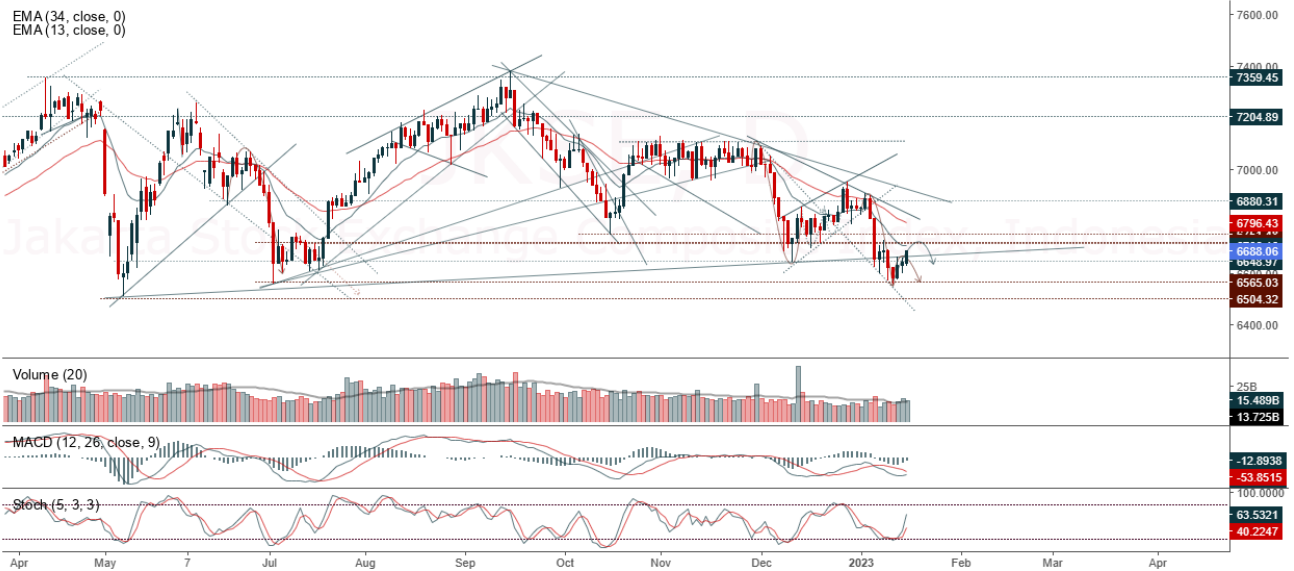 EMA (34, close, 0)
EMA (13, close, 0)
7600.00
7400.00
7359.45
7204.89
7000.00
6880.31
6796.43
6688.06
6648.97
6565.03
6504.32
6400.00
Volume (20)
25B
15.489B
13.725B
MACD (12, 26, close, 9)
-12.8938
-53.8515
Stoch (5, 3, 3)
100.0000
63.5321
40.2247
Apr May 7 Jul Aug Sep Oct Nov Dec 2023 Feb Mar Apr